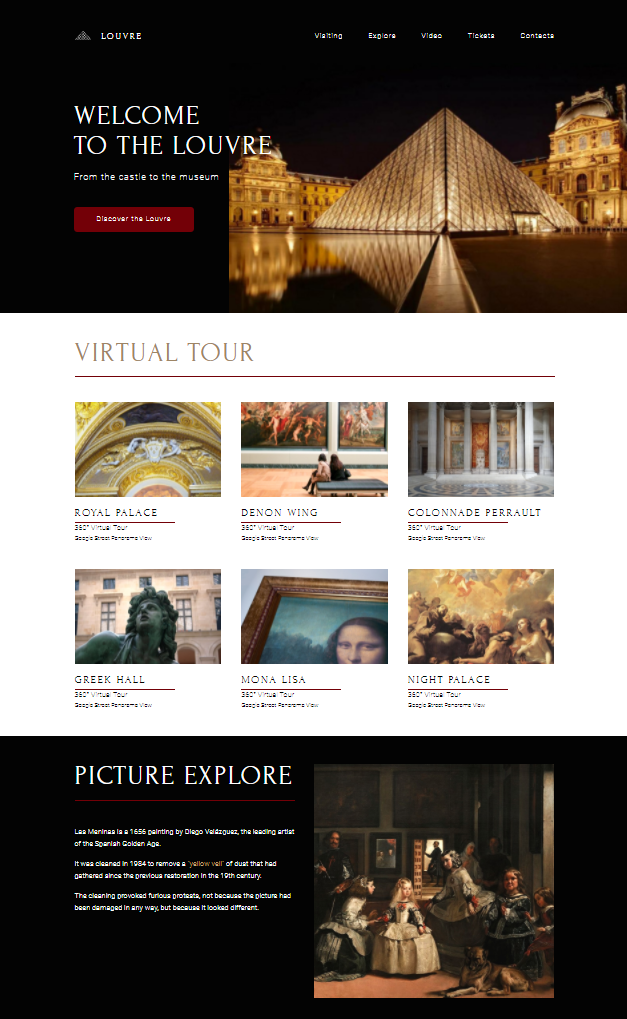 LOUVRE
Visiting
Explore
Video
Tickets
Contacts
WELCOME
TO THE LOUVRE
From the castle to the museum
Discover the Louvre
VIRTUAL TOUR
ROYAL PALACE
360° Virtual Tour
Google Street Panorama View
DENON WING
360° Virtual Tour
Google Street Panorama View
COLONNADE PERRAULT
360° Virtual Tour
Google Street Panorama View
GREEK HALL
360° Virtual Tour
Google Street Panorama View
MONA LISA
360° Virtual Tour
Google Street Panorama View
NIGHT PALACE
360° Virtual Tour
Google Street Panorama View
PICTURE EXPLORE
Las Meninas is a 1656 painting by Diego Velázquez, the leading artist
of the Spanish Golden Age.
It was cleaned in 1984 to remove a "yellow veil" of dust that had
gathered since the previous restoration in the 19th century.
The cleaning provoked furious protests, not because the picture had
been damaged in any way, but because it looked different.